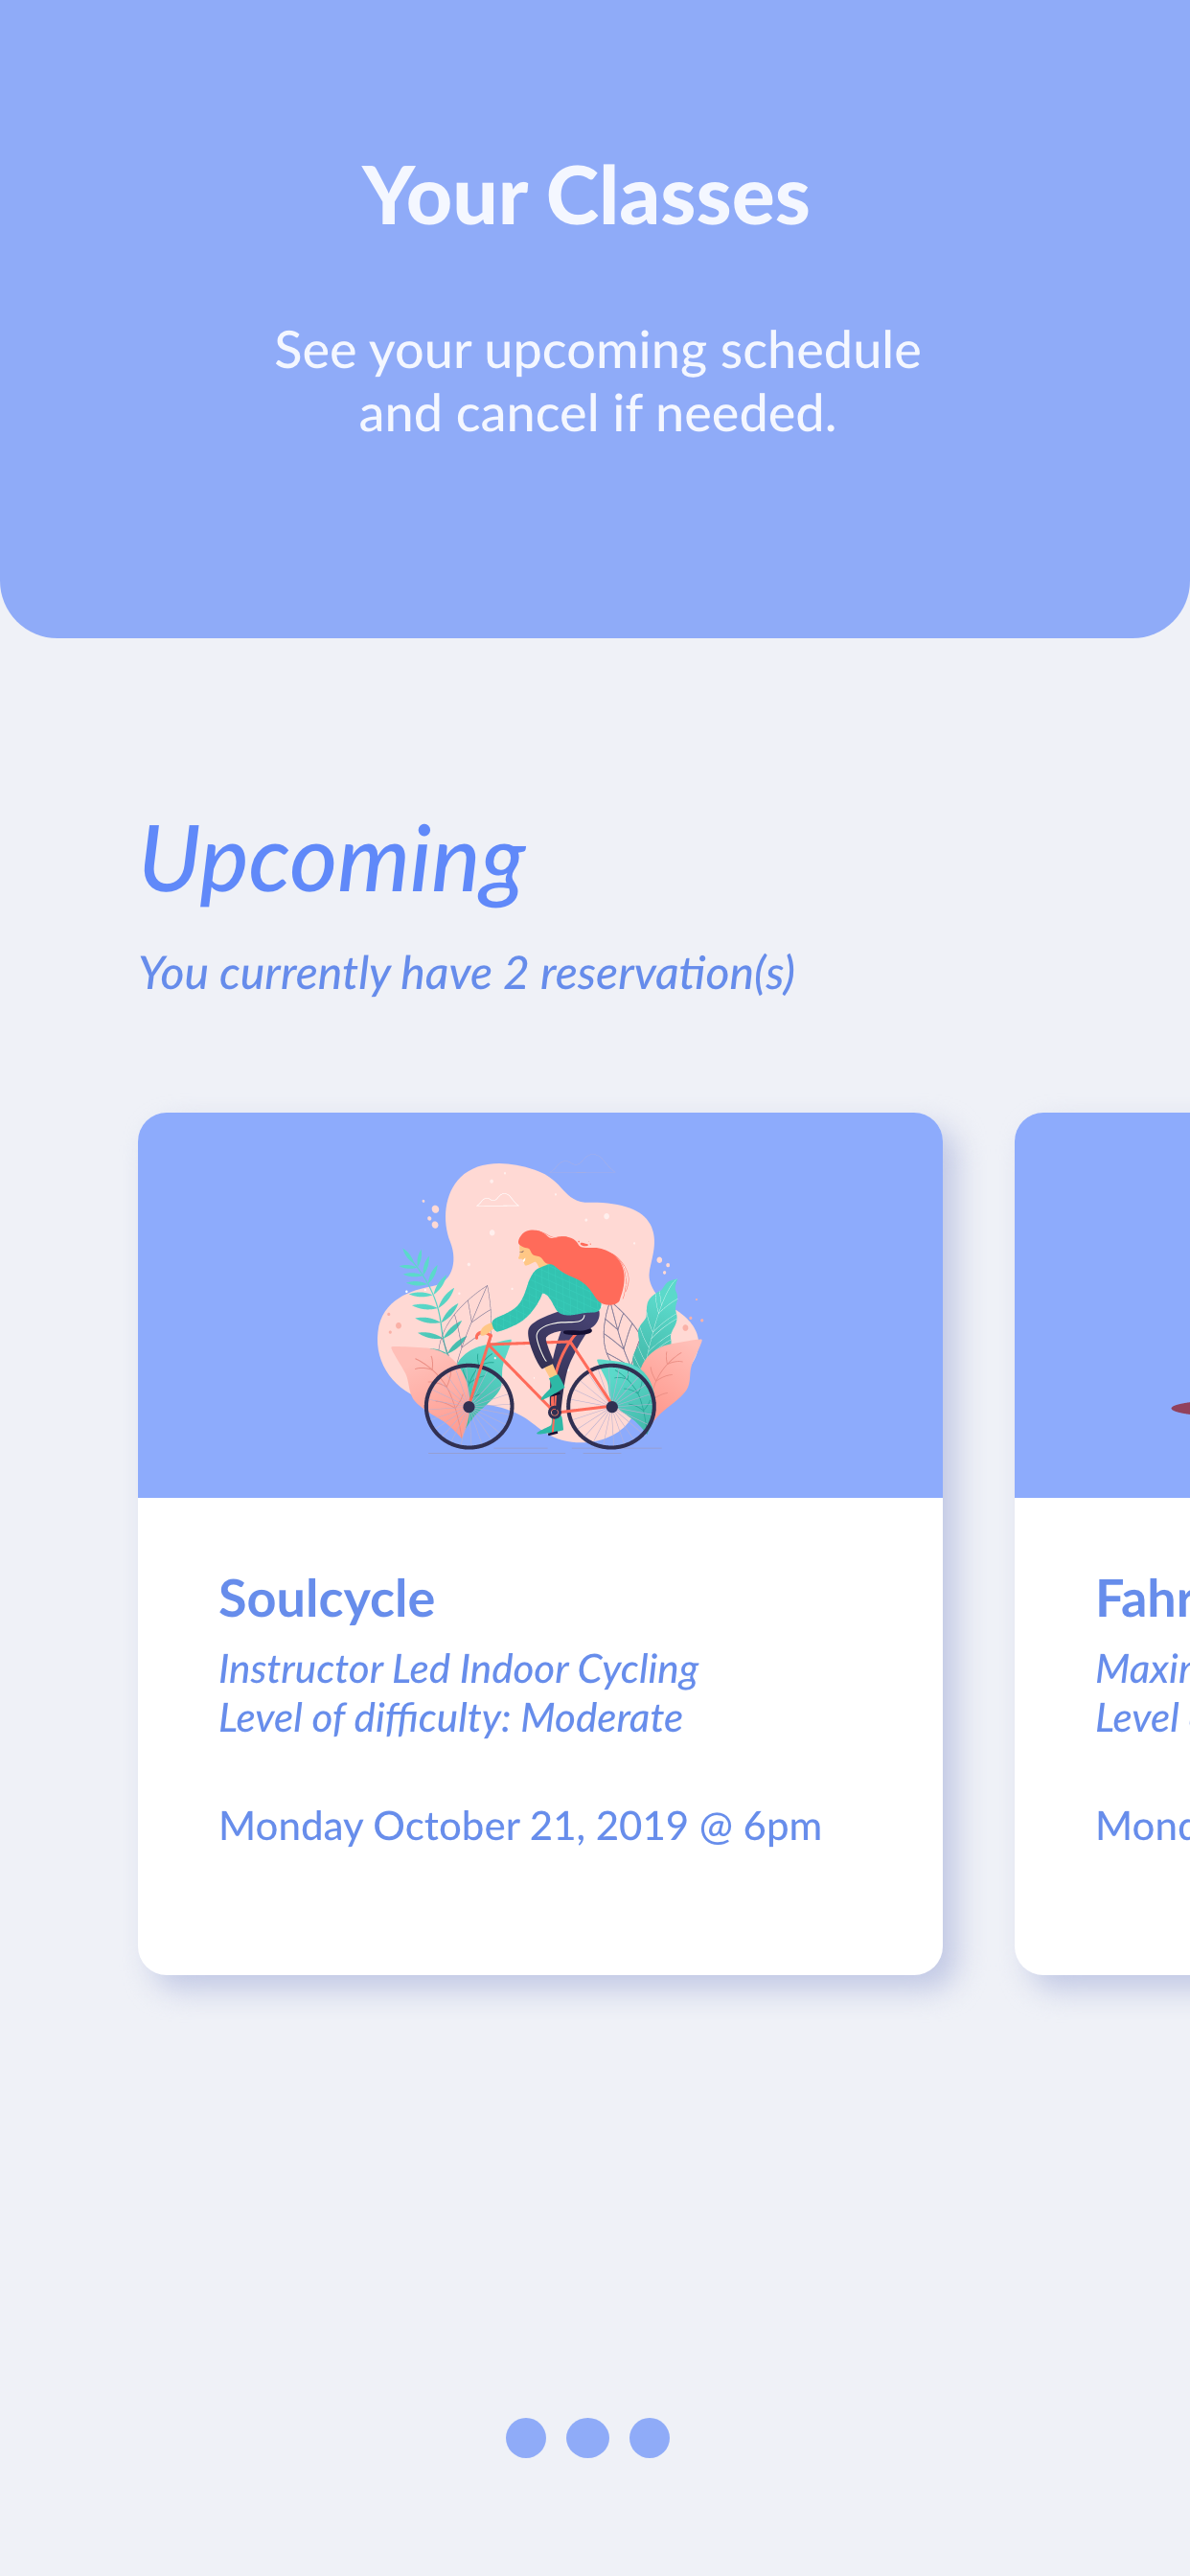 Your Classes
See your upcoming schedule
and cancel if needed.
Upcoming
You currently have 2 reservation(s)
Soulcycle
Instructor Led Indoor Cycling
Level of difficulty: Moderate
Monday October 21, 2019 @ 6pm
Level